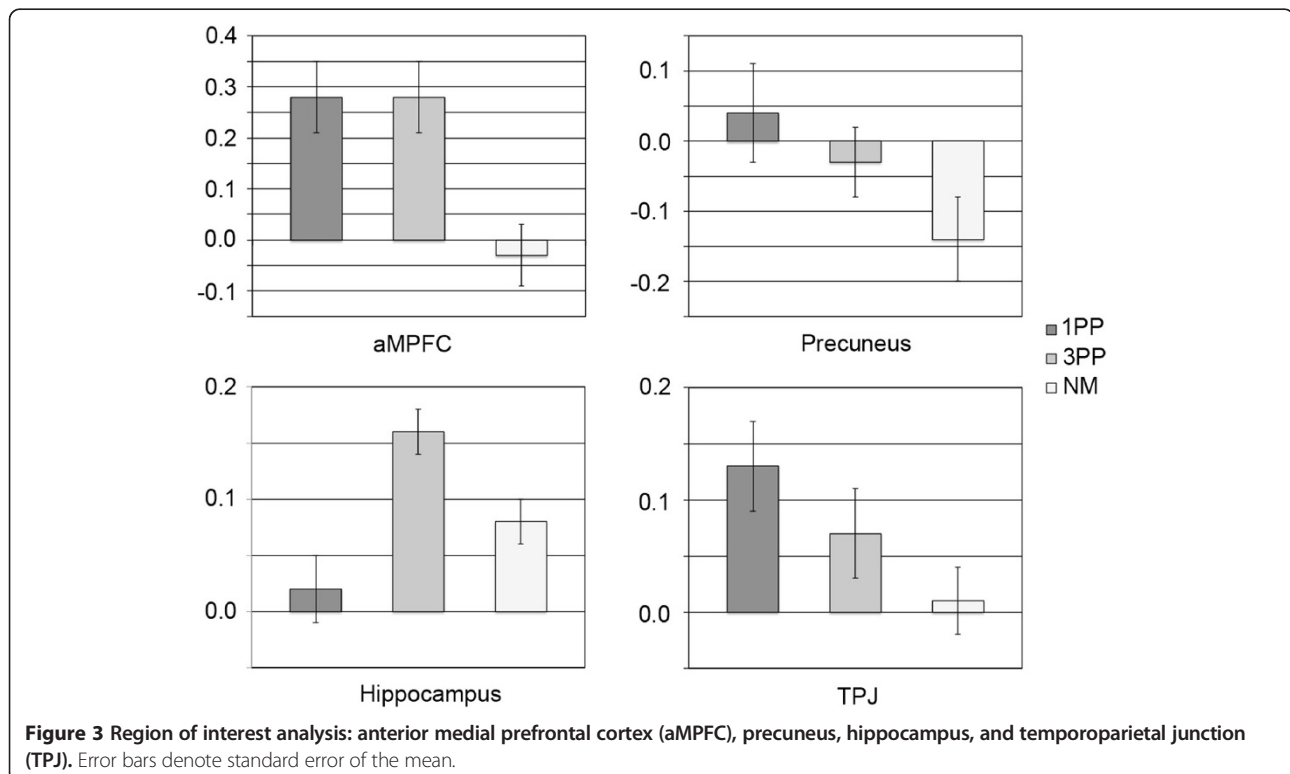 0.4
0.3
0.2
0.1
0.0
-0.1
aMPFC
0.1
0.0
-0.1
-0.2
Precuneus
1PP
3PP
NM
0.2
0.1
0.0
Hippocampus
0.2
0.1
0.0
TPJ
Figure 3 Region of interest analysis: anterior medial prefrontal cortex (aMPFC), precuneus, hippocampus, and temporoparietal junction
(TPJ). Error bars denote standard error of the mean.